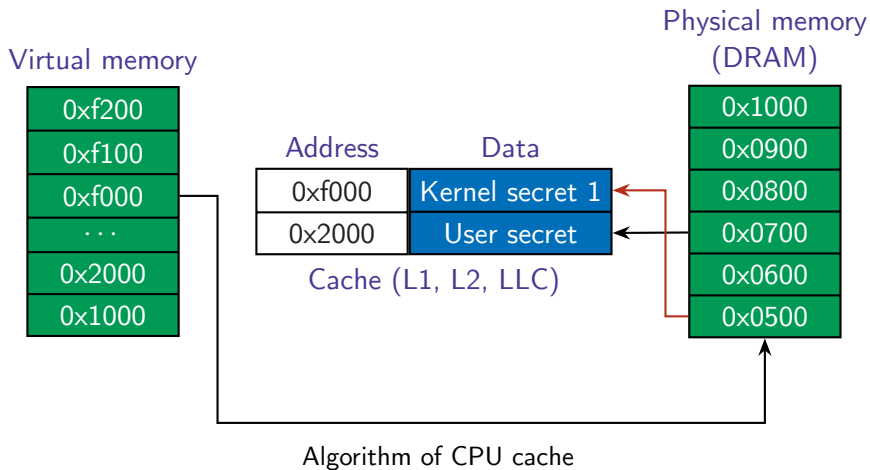 Virtual memory
0xf200
0xf100
0xf000
...
0x2000
0x1000
Address Data
0xf000 Kernel secret 1
0x2000 User secret
Cache (L1, L2, LLC)
Physical memory
(DRAM)
0x1000
0x0900
0x0800
0x0700
0x0600
0x0500
Algorithm of CPU cache